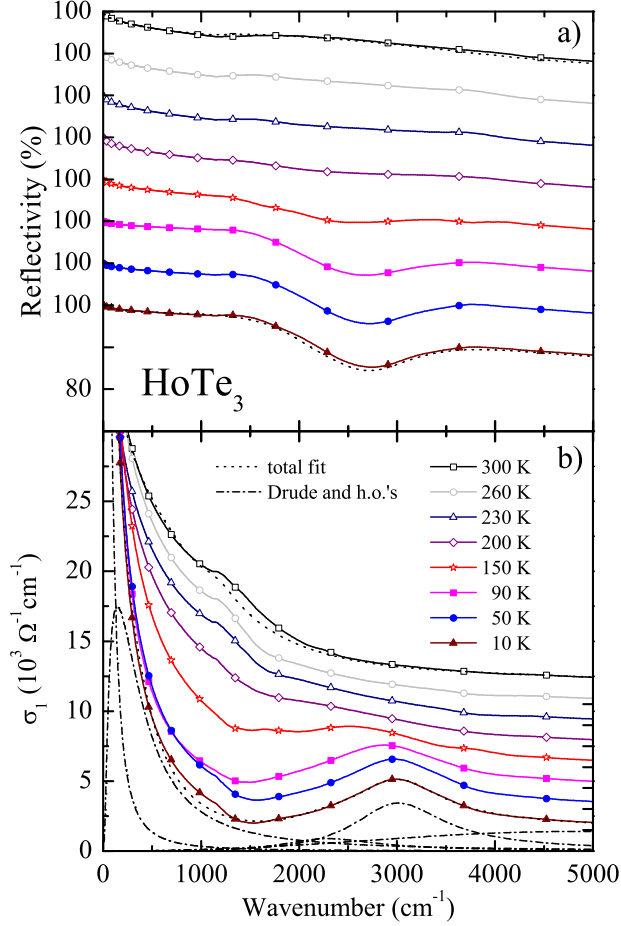 a)
100
100
100
100
100
100
100
100
80
Reflectivity (%)
HoTe3
b)
total fit
Drude and h.o.'s
300 K
260 K
230 K
200 K
150 K
90 K
50 K
10 K
25
20
15
10
5
0
σ1 (10³ Ω⁻¹cm⁻¹)
0 1000 2000 3000 4000 5000
Wavenumber (cm⁻¹)